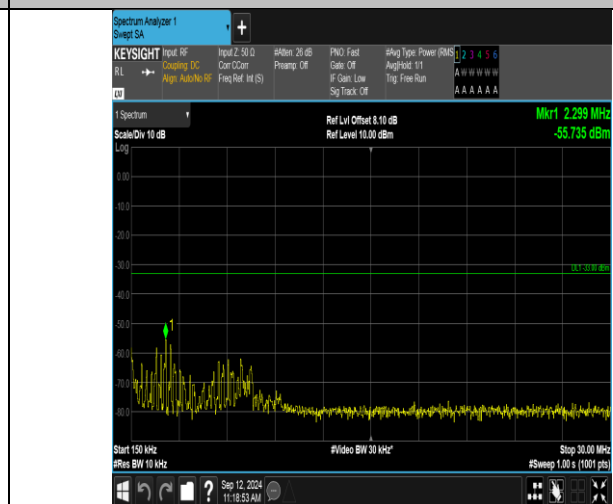 Spectrum Analyzer 1
Swept SA
+
KEYSIGHT Input: RF Input Z: 50 Ω #Atten: 26 dB PNO: Fast #Avg Type: Power (RMS 1 2 3 4 5 6
RL Coupling: DC Corr CCorr Preamp: Off Gate: Off Avg|Hold: 1/1 A W W W W W
Align: Auto/No RF Freq Ref: Int (S) IF Gain: Low Trig: Free Run
Sig Track: Off A A A A A A
LXI
1 Spectrum Ref Lvl Offset 8.10 dB Mkr1 2.299 MHz
Scale/Div 10 dB Ref Level 10.00 dBm -55.735 dBm
Log
0.00
-10.0
-20.0
-30.0
DL1 -33.00 dBm
-40.0
-50.0
1
-60.0
-70.0
-80.0
Start 150 kHz #Video BW 30 kHz* Stop 30.00 MHz
#Res BW 10 kHz #Sweep 1.00 s (1001 pts)
? Sep 12, 2024
11:18:53 AM